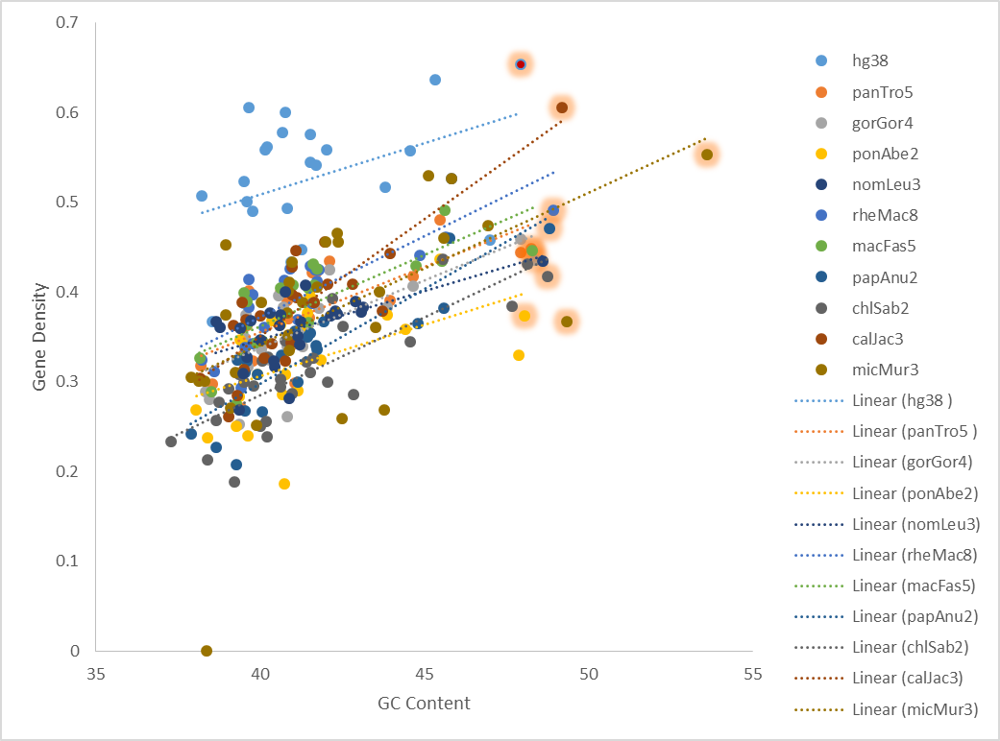 0.7
0.6
0.5
0.4
0.3
0.2
0.1
0
Gene Density
35
40
45
50
55
GC Content
hg38
panTro5
gorGor4
ponAbe2
nomLeu3
rheMac8
macFas5
papAnu2
chlSab2
calJac3
micMur3
Linear (hg38 )
Linear (panTro5 )
Linear (gorGor4)
Linear (ponAbe2)
Linear (nomLeu3)
Linear (rheMac8)
Linear (macFas5)
Linear (papAnu2)
Linear (chlSab2)
Linear (calJac3)
Linear (micMur3)